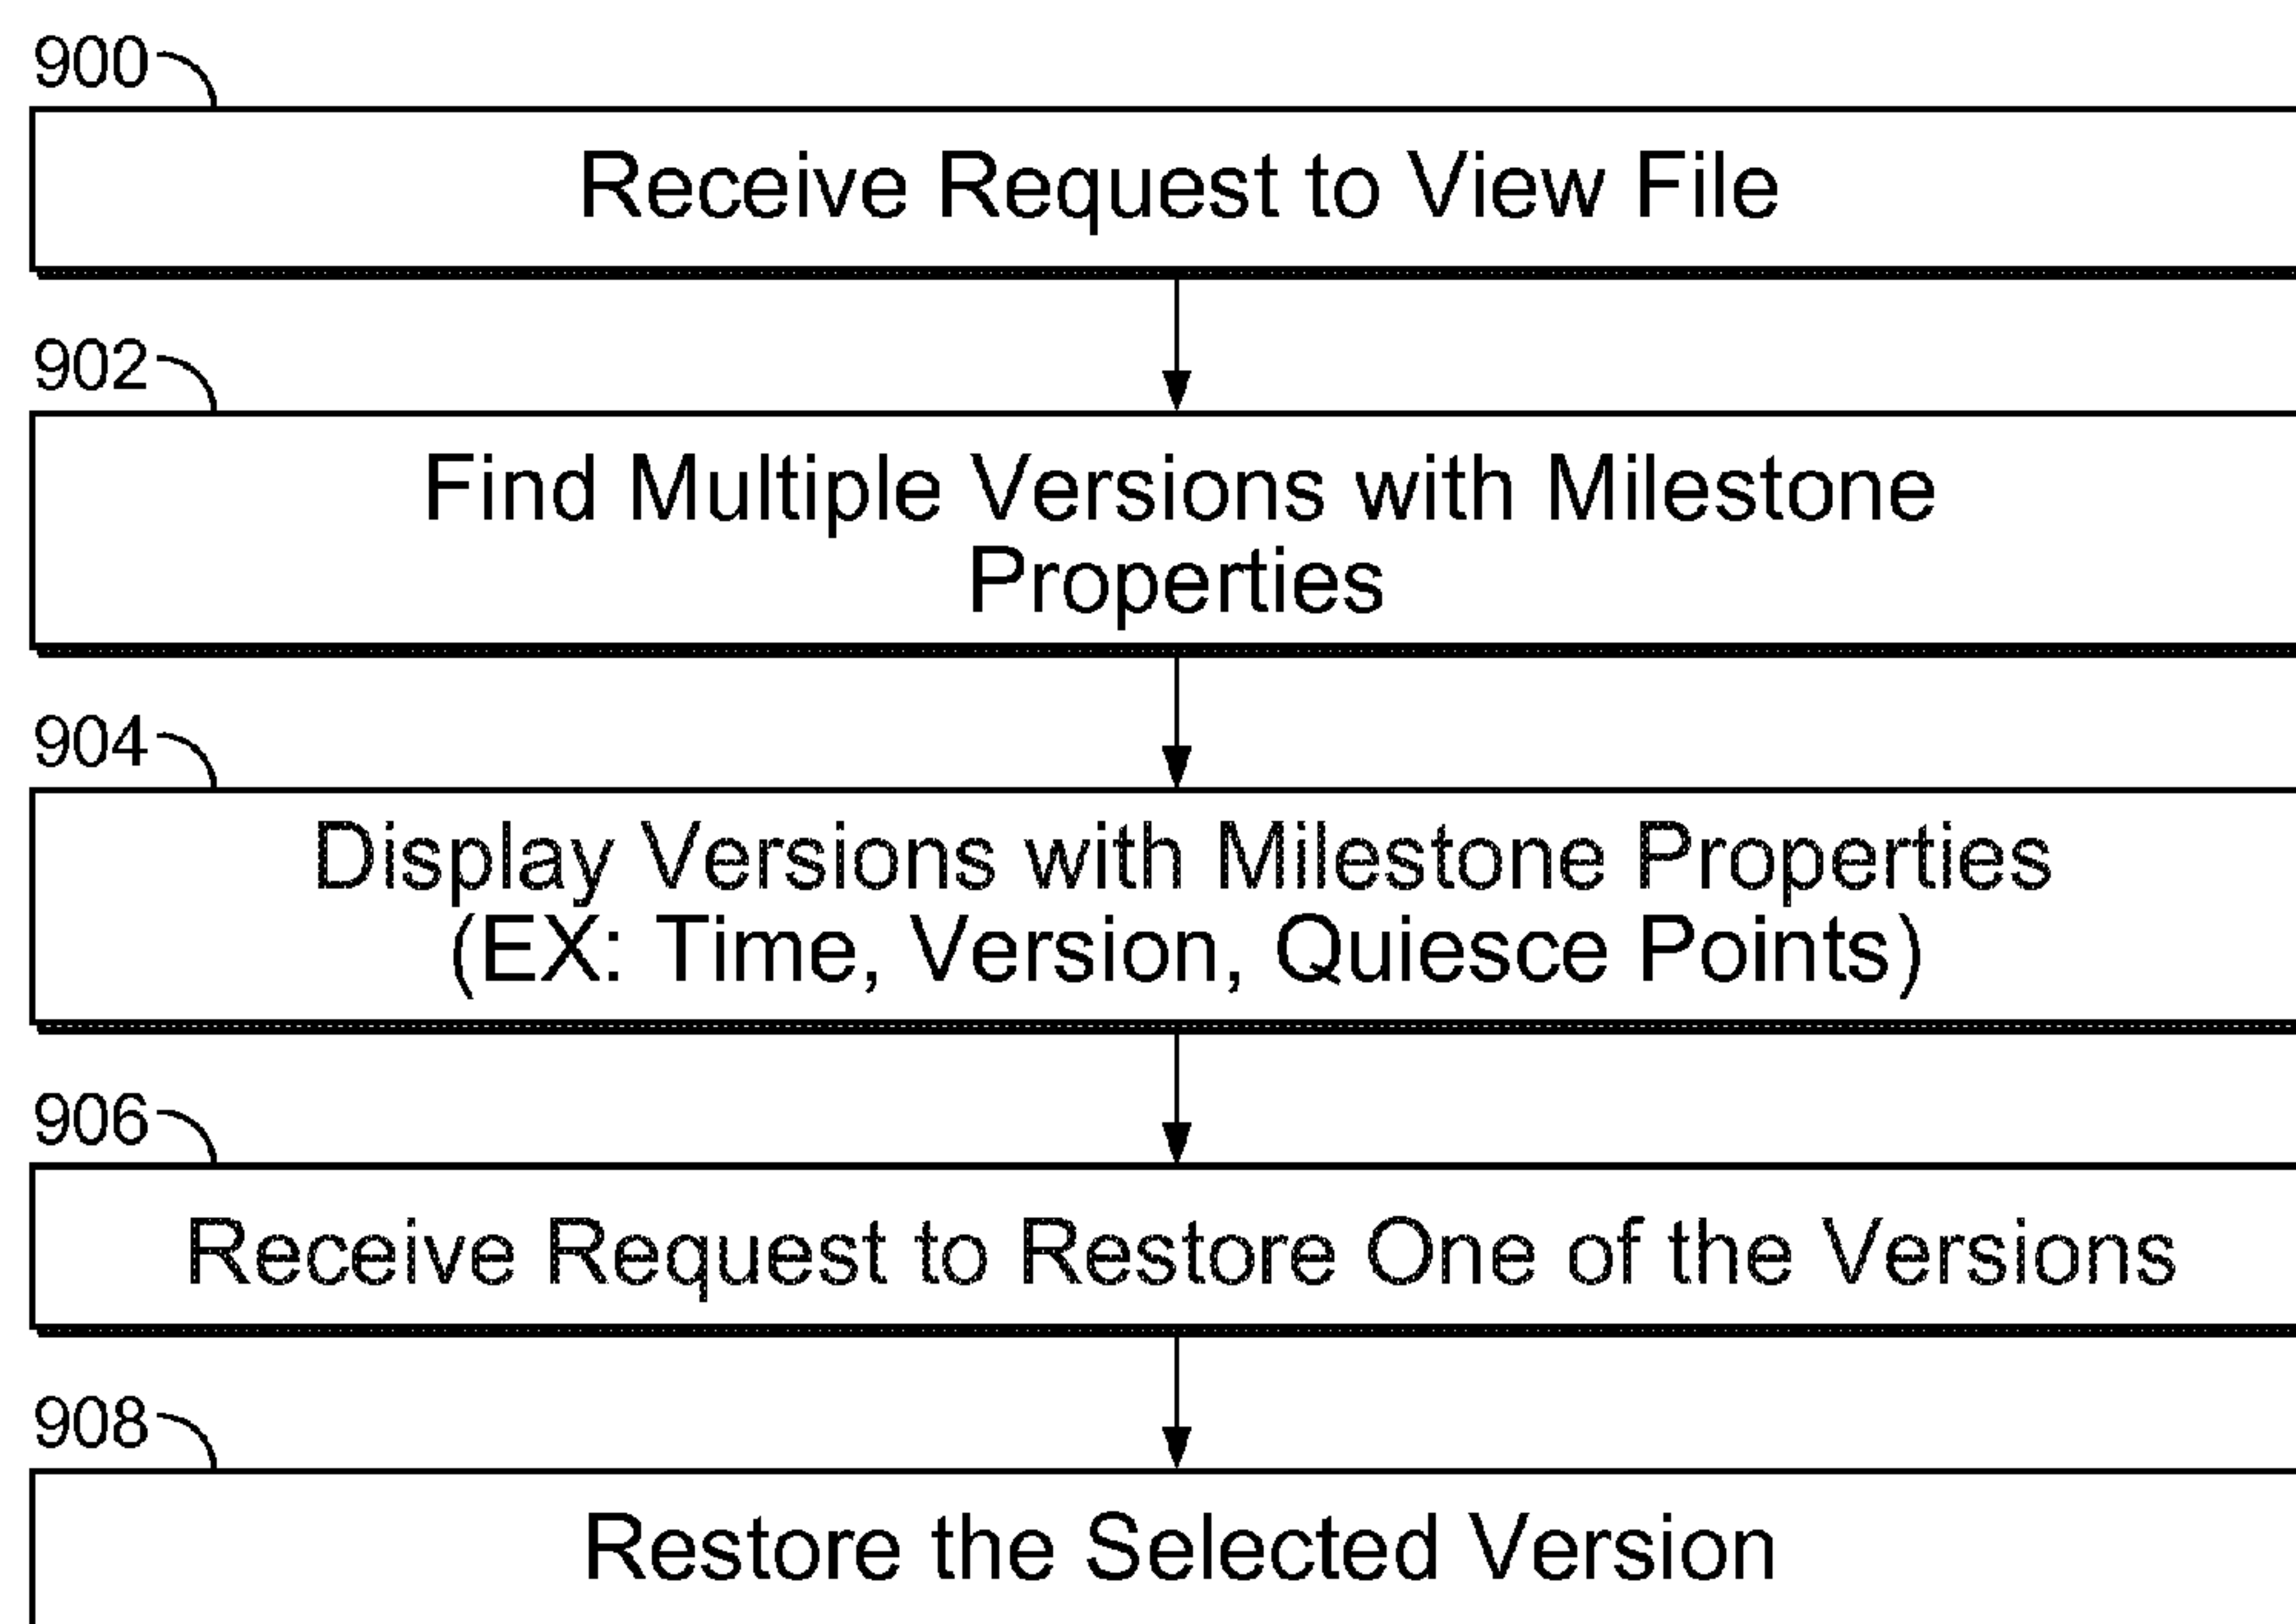 900
Receive Request to View File
902
Find Multiple Versions with Milestone
Properties
904
Display Versions with Milestone Properties
(EX: Time, Version, Quiesce Points)
906
Receive Request to Restore One of the Versions
908
Restore the Selected Version